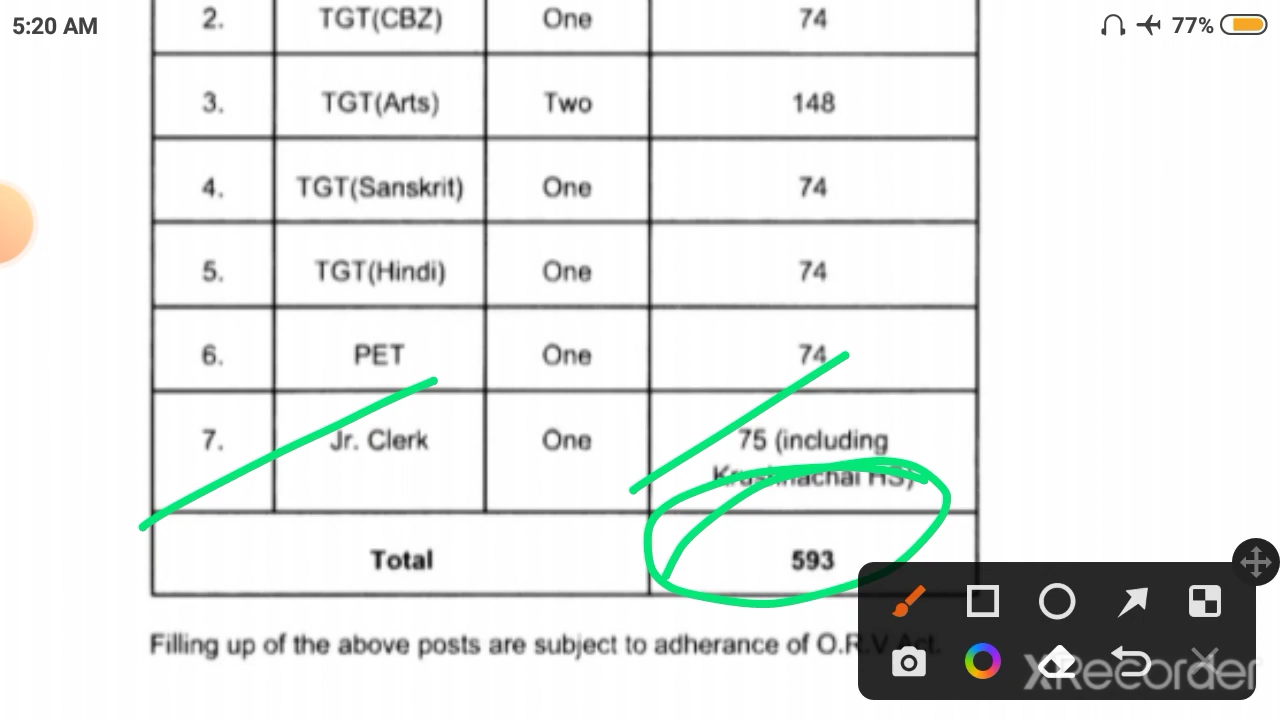 5:20 AM
77%
2. TGT(CBZ) One 74
3. TGT(Arts) Two 148
4. TGT(Sanskrit) One 74
5. TGT(Hindi) One 74
6. PET One 74
7. Jr. Clerk One 75 (including
Krushnachai HS)
Total 593
Filling up of the above posts are subject to adherance of O.R.V Act.
XRecorder